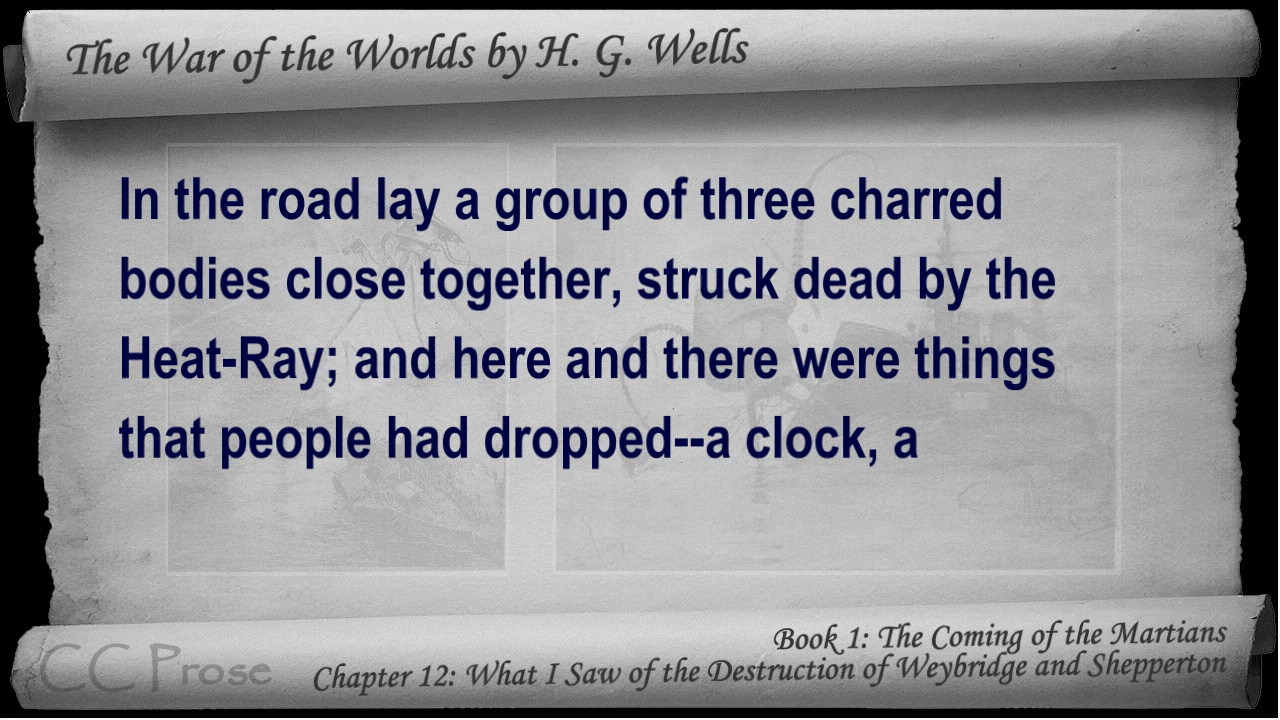 The War of the Worlds by H. G. Wells
In the road lay a group of three charred
bodies close together, struck dead by the
Heat-Ray; and here and there were things
that people had dropped--a clock, a
Book 1: The Coming of the Martians
CC Prose
Chapter 12: What I Saw of the Destruction of Weybridge and Shepperton